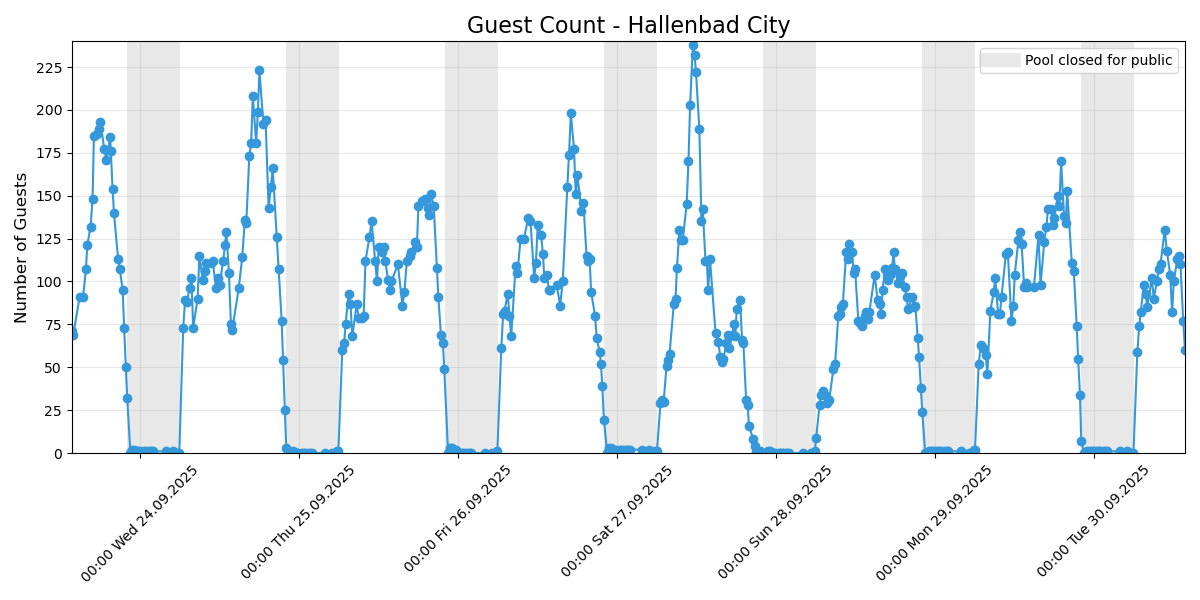 Guest Count - Hallenbad City
Pool closed for public
Number of Guests
225
200
175
150
125
100
75
50
25
0
00:00 Wed 24.09.2025
00:00 Thu 25.09.2025
00:00 Fri 26.09.2025
00:00 Sat 27.09.2025
00:00 Sun 28.09.2025
00:00 Mon 29.09.2025
00:00 Tue 30.09.2025